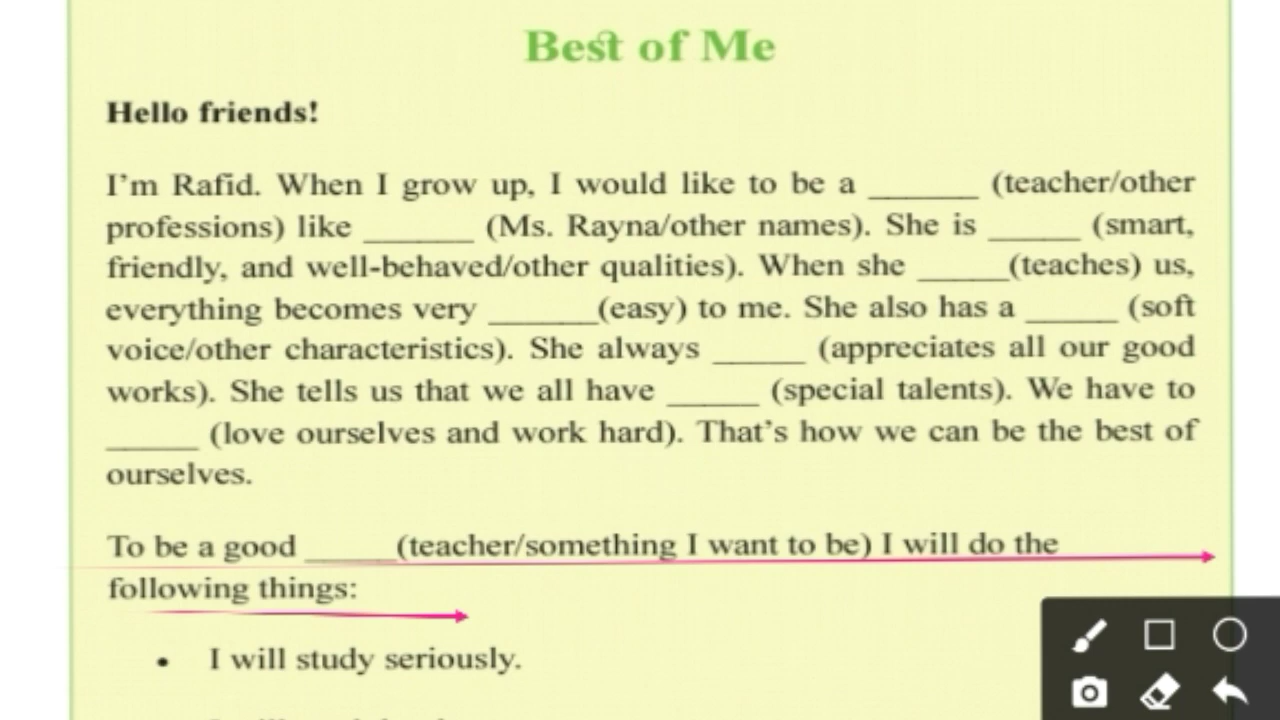 Best of Me
Hello friends!
I'm Rafid. When I grow up, I would like to be a ______ (teacher/other
professions) like ______ (Ms. Rayna/other names). She is _____ (smart,
friendly, and well-behaved/other qualities). When she _____(teaches) us,
everything becomes very ______(easy) to me. She also has a _____ (soft
voice/other characteristics). She always _____ (appreciates all our good
works). She tells us that we all have _____ (special talents). We have to
_____ (love ourselves and work hard). That's how we can be the best of
ourselves.
To be a good _____(teacher/something I want to be) I will do the
following things:
• I will study seriously.